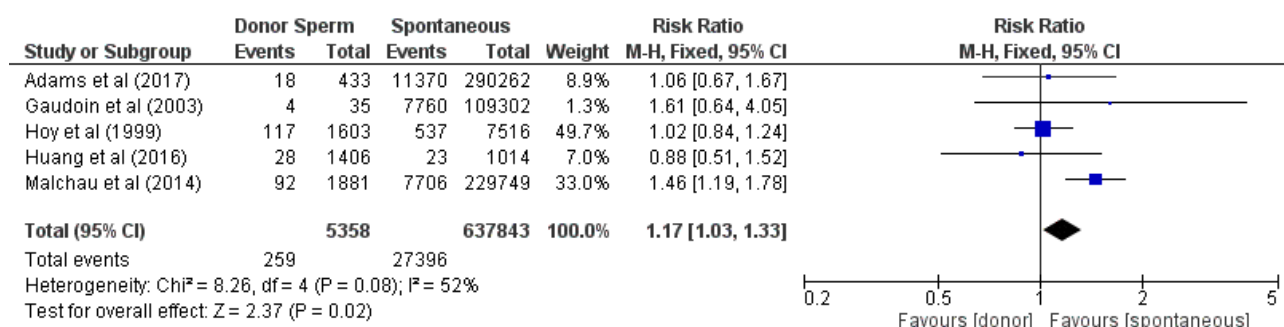 Donor Sperm Spontaneous Risk Ratio Risk Ratio
Study or Subgroup Events Total Events Total Weight M-H, Fixed, 95% CI M-H, Fixed, 95% CI
Adams et al (2017) 18 433 11370 290262 8.9% 1.06 [0.67, 1.67]
Gaudoin et al (2003) 4 35 7760 109302 1.3% 1.61 [0.64, 4.05]
Hoy et al (1999) 117 1603 537 7516 49.7% 1.02 [0.84, 1.24]
Huang et al (2016) 28 1406 23 1014 7.0% 0.88 [0.51, 1.52]
Malchau et al (2014) 92 1881 7706 229749 33.0% 1.46 [1.19, 1.78]
Total (95% CI) 5358 637843 100.0% 1.17 [1.03, 1.33]
Total events 259 27396
Heterogeneity: Chi² = 8.26, df = 4 (P = 0.08); I² = 52%
Test for overall effect: Z = 2.37 (P = 0.02)
0.2 0.5 1 2 5
Favours [donor] Favours [spontaneous]